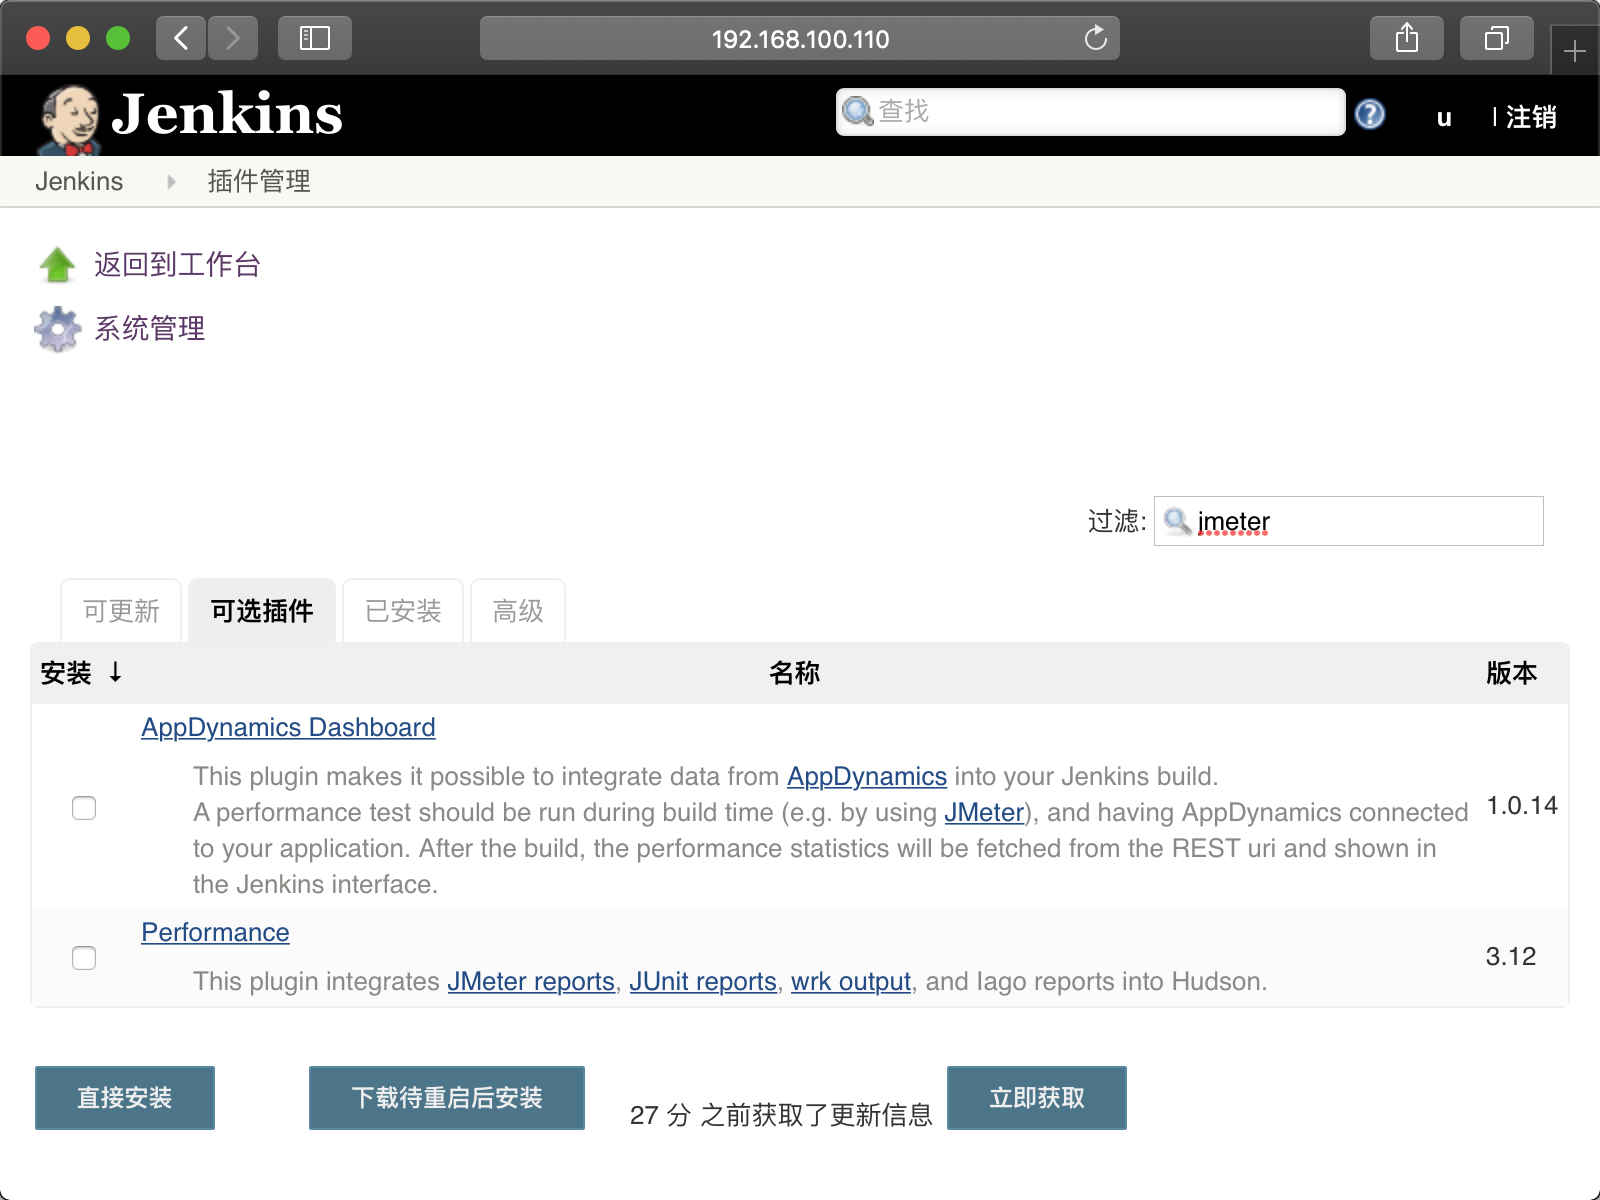 192.168.100.110
Jenkins
查找
u
| 注销
Jenkins
插件管理
返回到工作台
系统管理
过滤: jmeter
可更新
可选插件
已安装
高级
安装 ↓
名称
版本
AppDynamics Dashboard
This plugin makes it possible to integrate data from AppDynamics into your Jenkins build.
A performance test should be run during build time (e.g. by using JMeter), and having AppDynamics connected
to your application. After the build, the performance statistics will be fetched from the REST uri and shown in
the Jenkins interface.
1.0.14
Performance
This plugin integrates JMeter reports, JUnit reports, wrk output, and Iago reports into Hudson.
3.12
直接安装
下载待重启后安装
27 分 之前获取了更新信息
立即获取